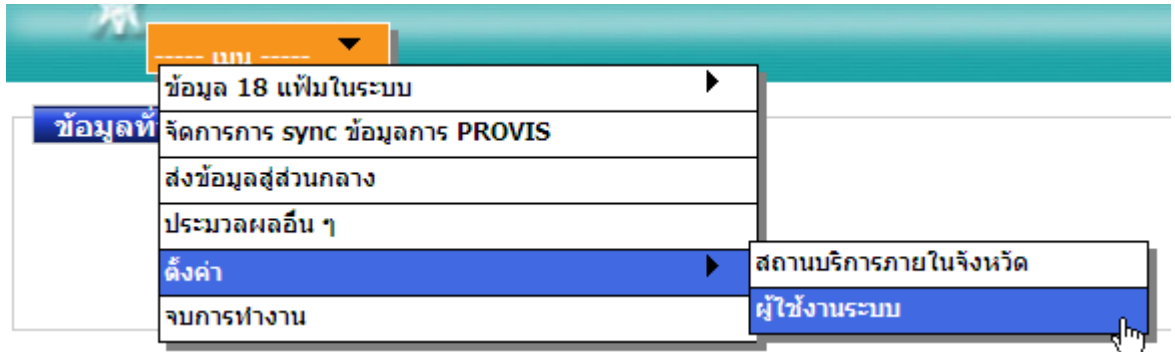 ----- เมนู -----
ข้อมูล 18 แฟ้มในระบบ
ข้อมูลทั่
จัดการการ sync ข้อมูลการ PROVIS
ส่งข้อมูลสู่ส่วนกลาง
ประมวลผลอื่น ๆ
ตั้งค่า
สถานบริการภายในจังหวัด
ผู้ใช้งานระบบ
จบการทำงาน